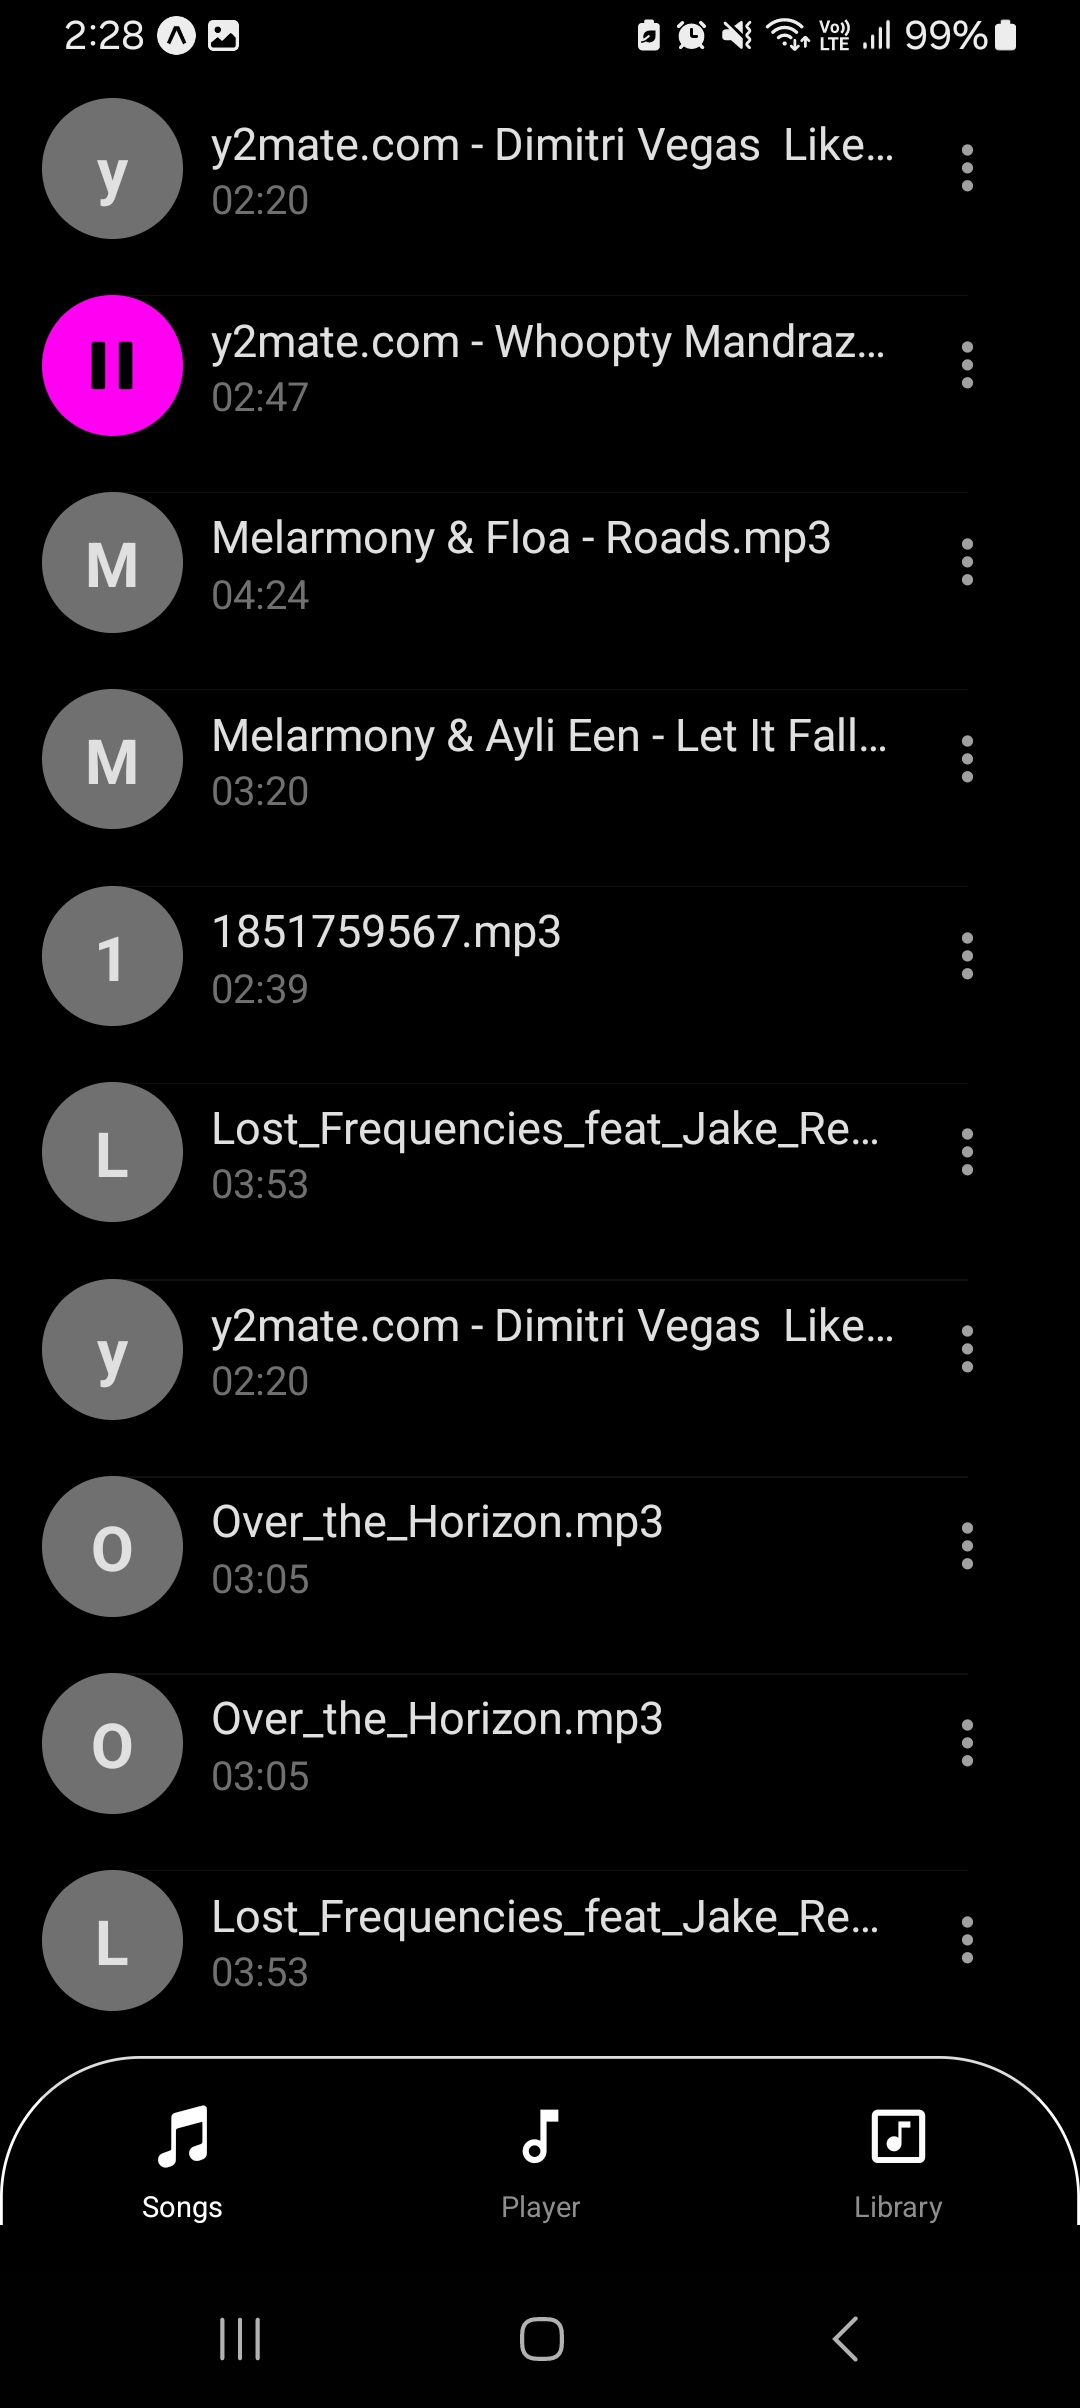 2:28 Vo)) LTE 99%
y
y2mate.com - Dimitri Vegas  Like...
02:20
y2mate.com - Whoopty Mandraz...
02:47
M
Melarmony & Floa - Roads.mp3
04:24
M
Melarmony & Ayli Een - Let It Fall...
03:20
1
1851759567.mp3
02:39
L
Lost_Frequencies_feat_Jake_Re...
03:53
y
y2mate.com - Dimitri Vegas  Like...
02:20
O
Over_the_Horizon.mp3
03:05
O
Over_the_Horizon.mp3
03:05
L
Lost_Frequencies_feat_Jake_Re...
03:53
Songs Player Library